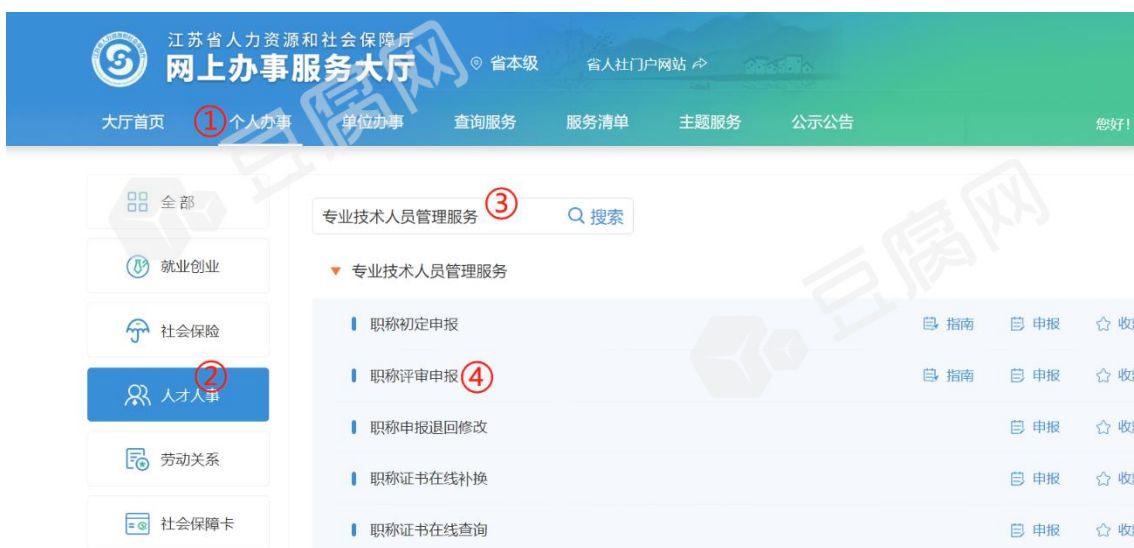 江苏省人力资源和社会保障厅
网上办事服务大厅
省本级
省人社门户网站
大厅首页 ① 个人办事 单位办事 查询服务 服务清单 主题服务 公示公告 您好！
全部
就业创业
社会保险
② 人才人事
劳动关系
社会保障卡
专业技术人员管理服务 ③ 搜索
专业技术人员管理服务
职称初定申报 指南 申报 收
职称评审申报 ④ 指南 申报 收
职称申报退回修改 申报 收
职称证书在线补换 申报 收
职称证书在线查询 申报 收
豆腐网
豆腐网